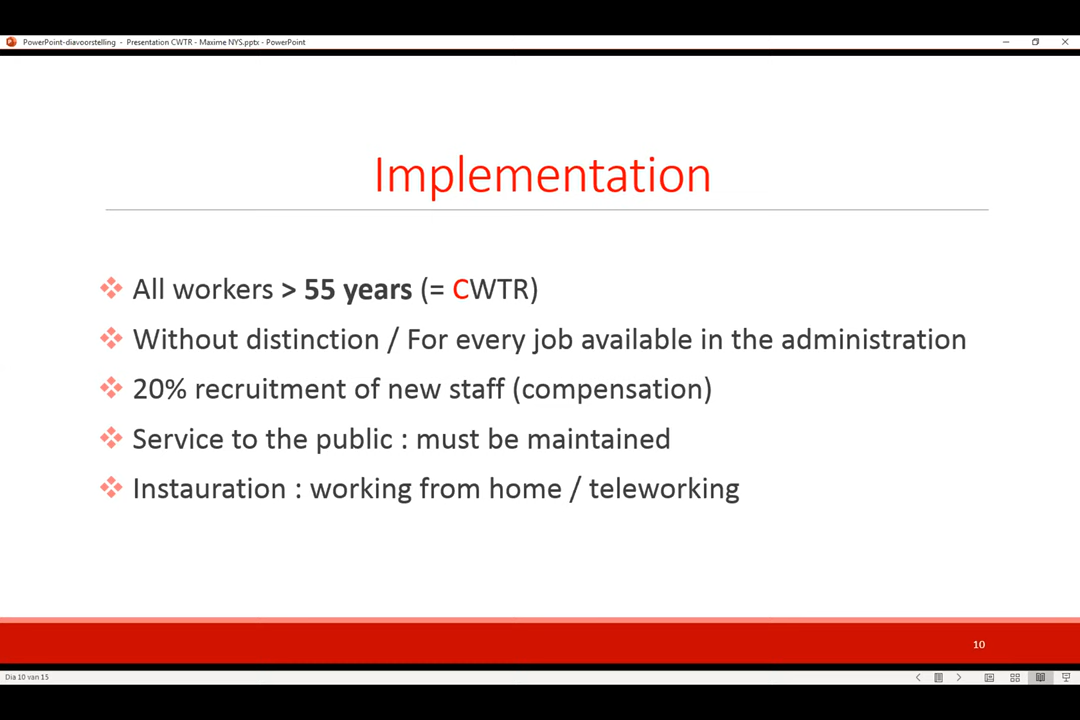 PowerPoint-diavoorstelling - Presentation CWTR - Maxime NYS.pptx - PowerPoint
Implementation
All workers > 55 years (= CWTR)
Without distinction / For every job available in the administration
20% recruitment of new staff (compensation)
Service to the public : must be maintained
Instauration : working from home / teleworking
10
Dia 10 van 15